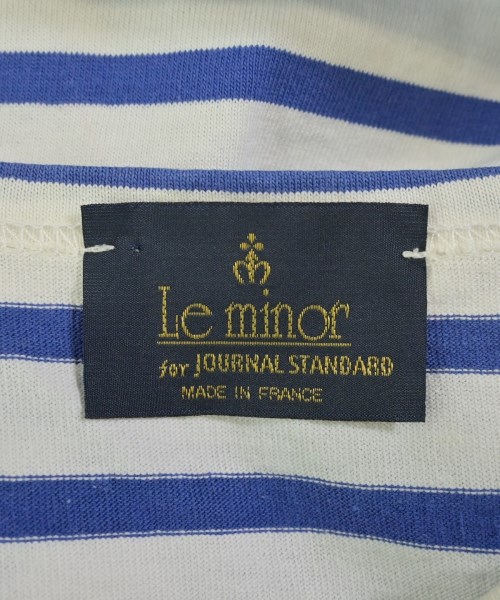 Le minor
for JOURNAL STANDARD
MADE IN FRANCE